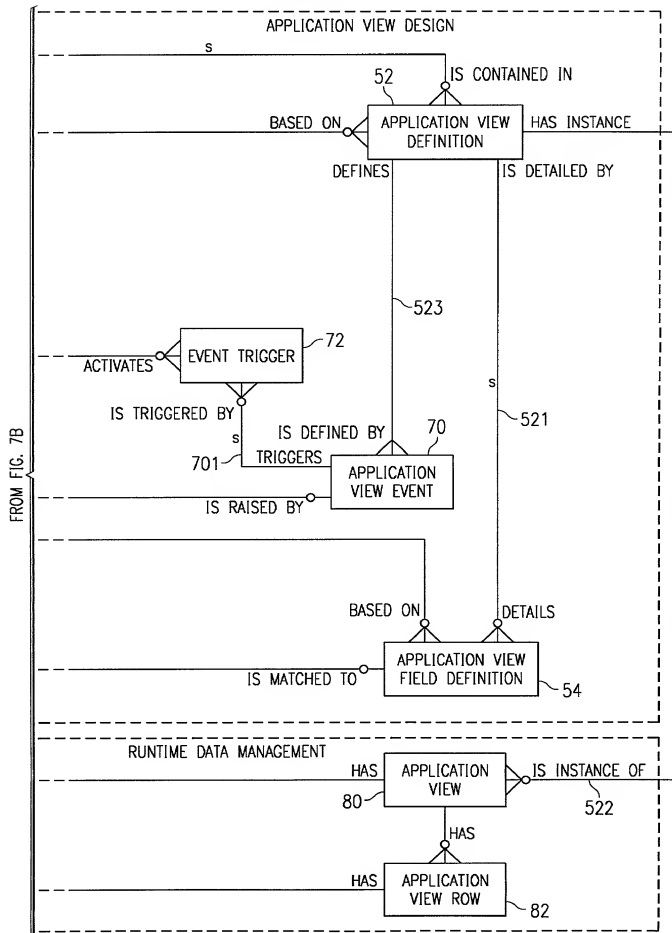 APPLICATION VIEW DESIGN
s
52
IS CONTAINED IN
BASED ON
APPLICATION VIEW
DEFINITION
HAS INSTANCE
DEFINES
IS DETAILED BY
523
72
EVENT TRIGGER
ACTIVATES
s
521
IS TRIGGERED BY
IS DEFINED BY
70
s
701
TRIGGERS
APPLICATION
VIEW EVENT
FROM FIG. 7B
IS RAISED BY
BASED ON
DETAILS
APPLICATION VIEW
FIELD DEFINITION
IS MATCHED TO
54
RUNTIME DATA MANAGEMENT
HAS
APPLICATION
VIEW
IS INSTANCE OF
80
522
HAS
HAS
APPLICATION
VIEW ROW
82